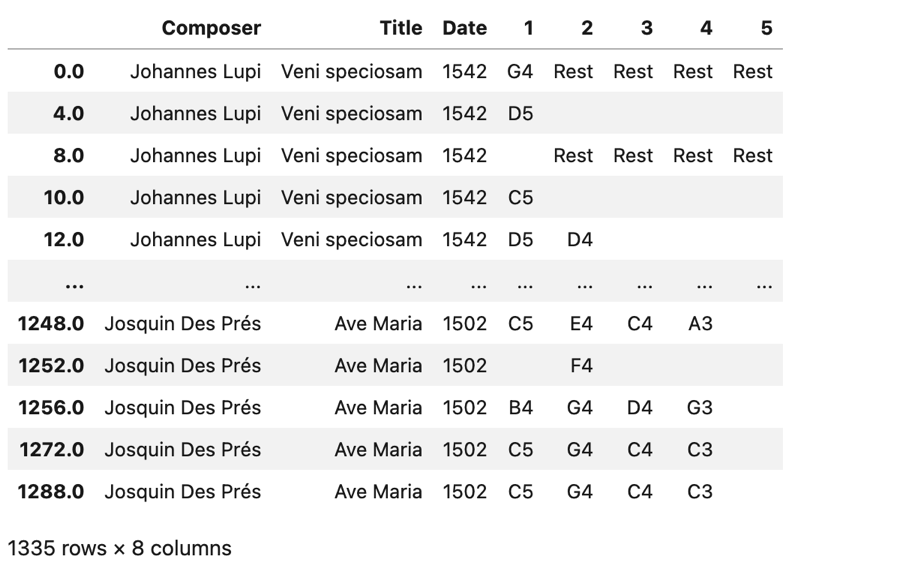 Composer Title Date 1 2 3 4 5
0.0 Johannes Lupi Veni speciosam 1542 G4 Rest Rest Rest Rest
4.0 Johannes Lupi Veni speciosam 1542 D5
8.0 Johannes Lupi Veni speciosam 1542 Rest Rest Rest Rest
10.0 Johannes Lupi Veni speciosam 1542 C5
12.0 Johannes Lupi Veni speciosam 1542 D5 D4
... ... ... ... ... ... ... ... ...
1248.0 Josquin Des Prés Ave Maria 1502 C5 E4 C4 A3
1252.0 Josquin Des Prés Ave Maria 1502 F4
1256.0 Josquin Des Prés Ave Maria 1502 B4 G4 D4 G3
1272.0 Josquin Des Prés Ave Maria 1502 C5 G4 C4 C3
1288.0 Josquin Des Prés Ave Maria 1502 C5 G4 C4 C3
1335 rows × 8 columns